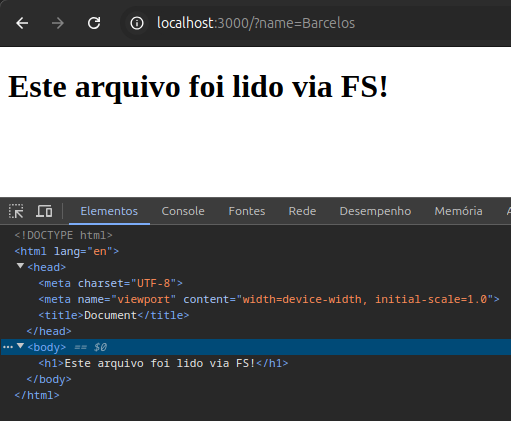 localhost:3000/?name=Barcelos
Este arquivo foi lido via FS!
Elementos Console Fontes Rede Desempenho Memória
<!DOCTYPE html>
<html lang="en">
<head>
<meta charset="UTF-8">
<meta name="viewport" content="width=device-width, initial-scale=1.0">
<title>Document</title>
</head>
<body> == $0
<h1>Este arquivo foi lido via FS!</h1>
</body>
</html>